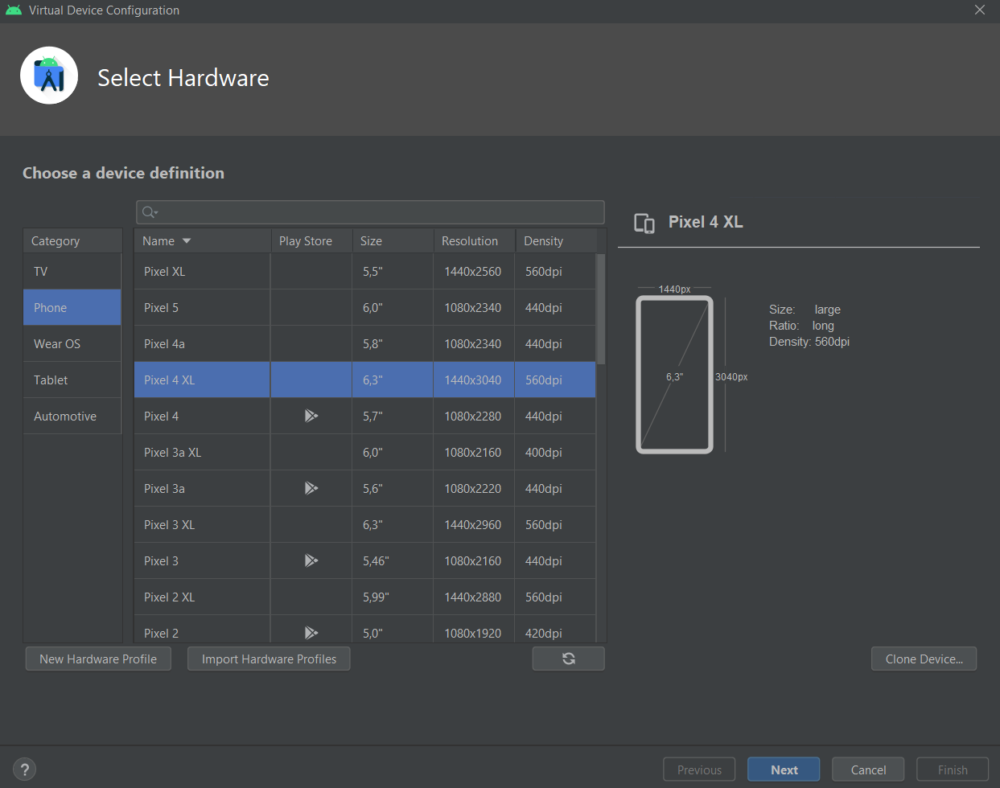 Virtual Device Configuration
Select Hardware
Choose a device definition
Category
TV
Phone
Wear OS
Tablet
Automotive
Name Play Store Size Resolution Density
Pixel XL 5,5" 1440x2560 560dpi
Pixel 5 6,0" 1080x2340 440dpi
Pixel 4a 5,8" 1080x2340 440dpi
Pixel 4 XL 6,3" 1440x3040 560dpi
Pixel 4 5,7" 1080x2280 440dpi
Pixel 3a XL 6,0" 1080x2160 400dpi
Pixel 3a 5,6" 1080x2220 440dpi
Pixel 3 XL 6,3" 1440x2960 560dpi
Pixel 3 5,46" 1080x2160 440dpi
Pixel 2 XL 5,99" 1440x2880 560dpi
Pixel 2 5,0" 1080x1920 420dpi
New Hardware Profile Import Hardware Profiles
Pixel 4 XL
1440px
6,3"
3040px
Size: large
Ratio: long
Density: 560dpi
Clone Device...
? Previous Next Cancel Finish